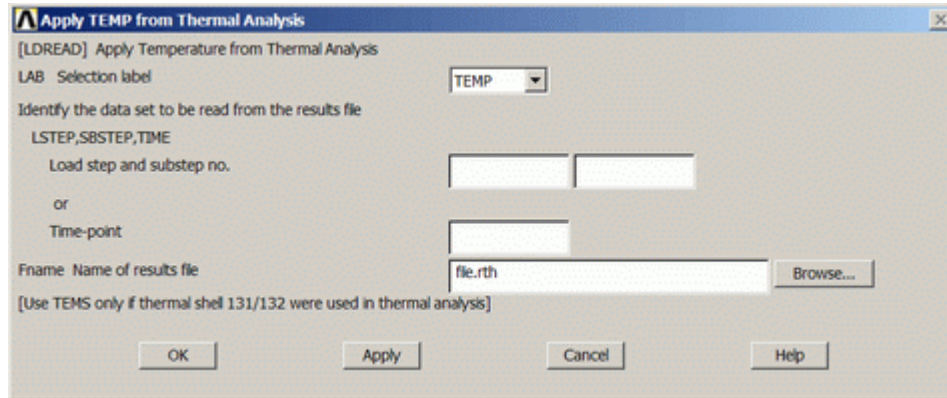 Apply TEMP from Thermal Analysis
[LDREAD] Apply Temperature from Thermal Analysis
LAB Selection label TEMP
Identify the data set to be read from the results file
LSTEP,SBSTEP,TIME
Load step and substep no.
or
Time-point
Fname Name of results file file.rth Browse...
[Use TEMS only if thermal shell 131/132 were used in thermal analysis]
OK Apply Cancel Help